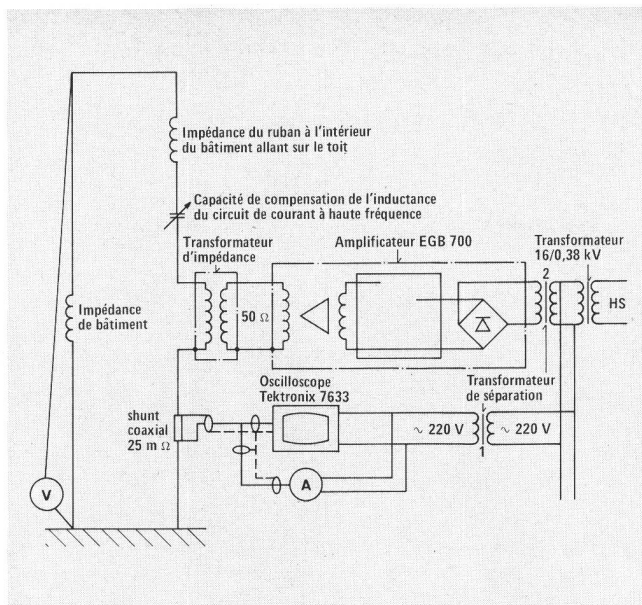 Impédance du ruban à l'intérieur
du bâtiment allant sur le toit
Capacité de compensation de l'inductance
du circuit de courant à haute fréquence
Transformateur
d'impédance
Amplificateur EGB 700
Transformateur
16/0,38 kV
2
HS
50 Ω
Impédance
de bâtiment
Oscilloscope
Tektronix 7633
Transformateur
de séparation
shunt
coaxial
25 m Ω
~ 220 V
~ 220 V
1
A
V